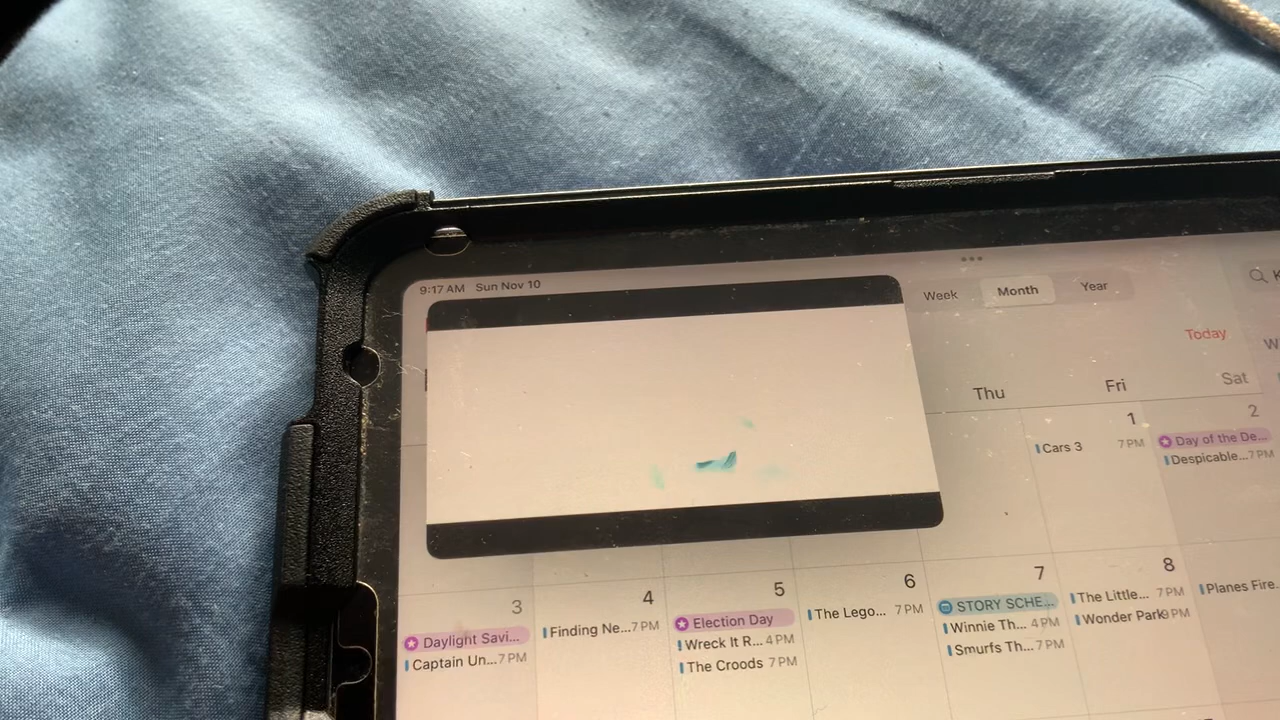 9:17 AM Sun Nov 10
Week Month Year
K
Today
W
Thu Fri Sat
1 2
Cars 3 7 PM
Day of the De...
Despicable...7 PM
3 4 5 6 7 8
Daylight Savi...
Captain Un...7 PM
Finding Ne...7 PM
Election Day
Wreck It R... 4 PM
The Croods 7 PM
The Lego... 7 PM
STORY SCHE...
Winnie Th... 4 PM
Smurfs Th... 7 PM
The Little... 7 PM
Wonder Park PM
Planes Fire...